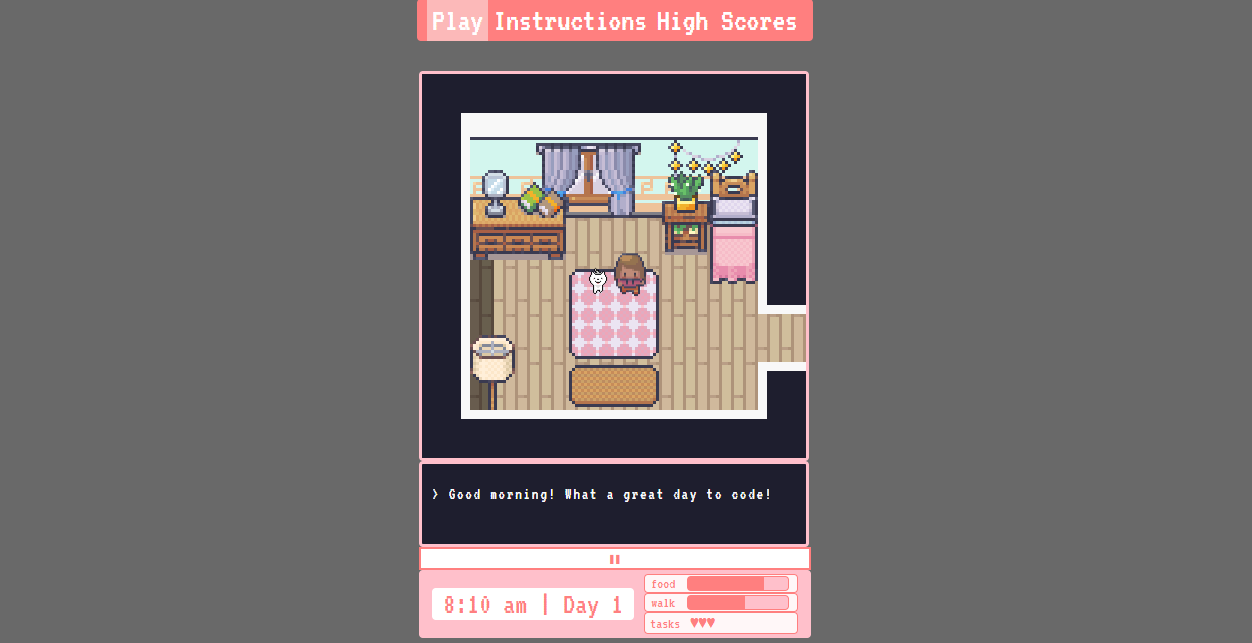 Play Instructions High Scores
> Good morning! What a great day to code!
8:10 am | Day 1
food
walk
tasks ♥♥♥